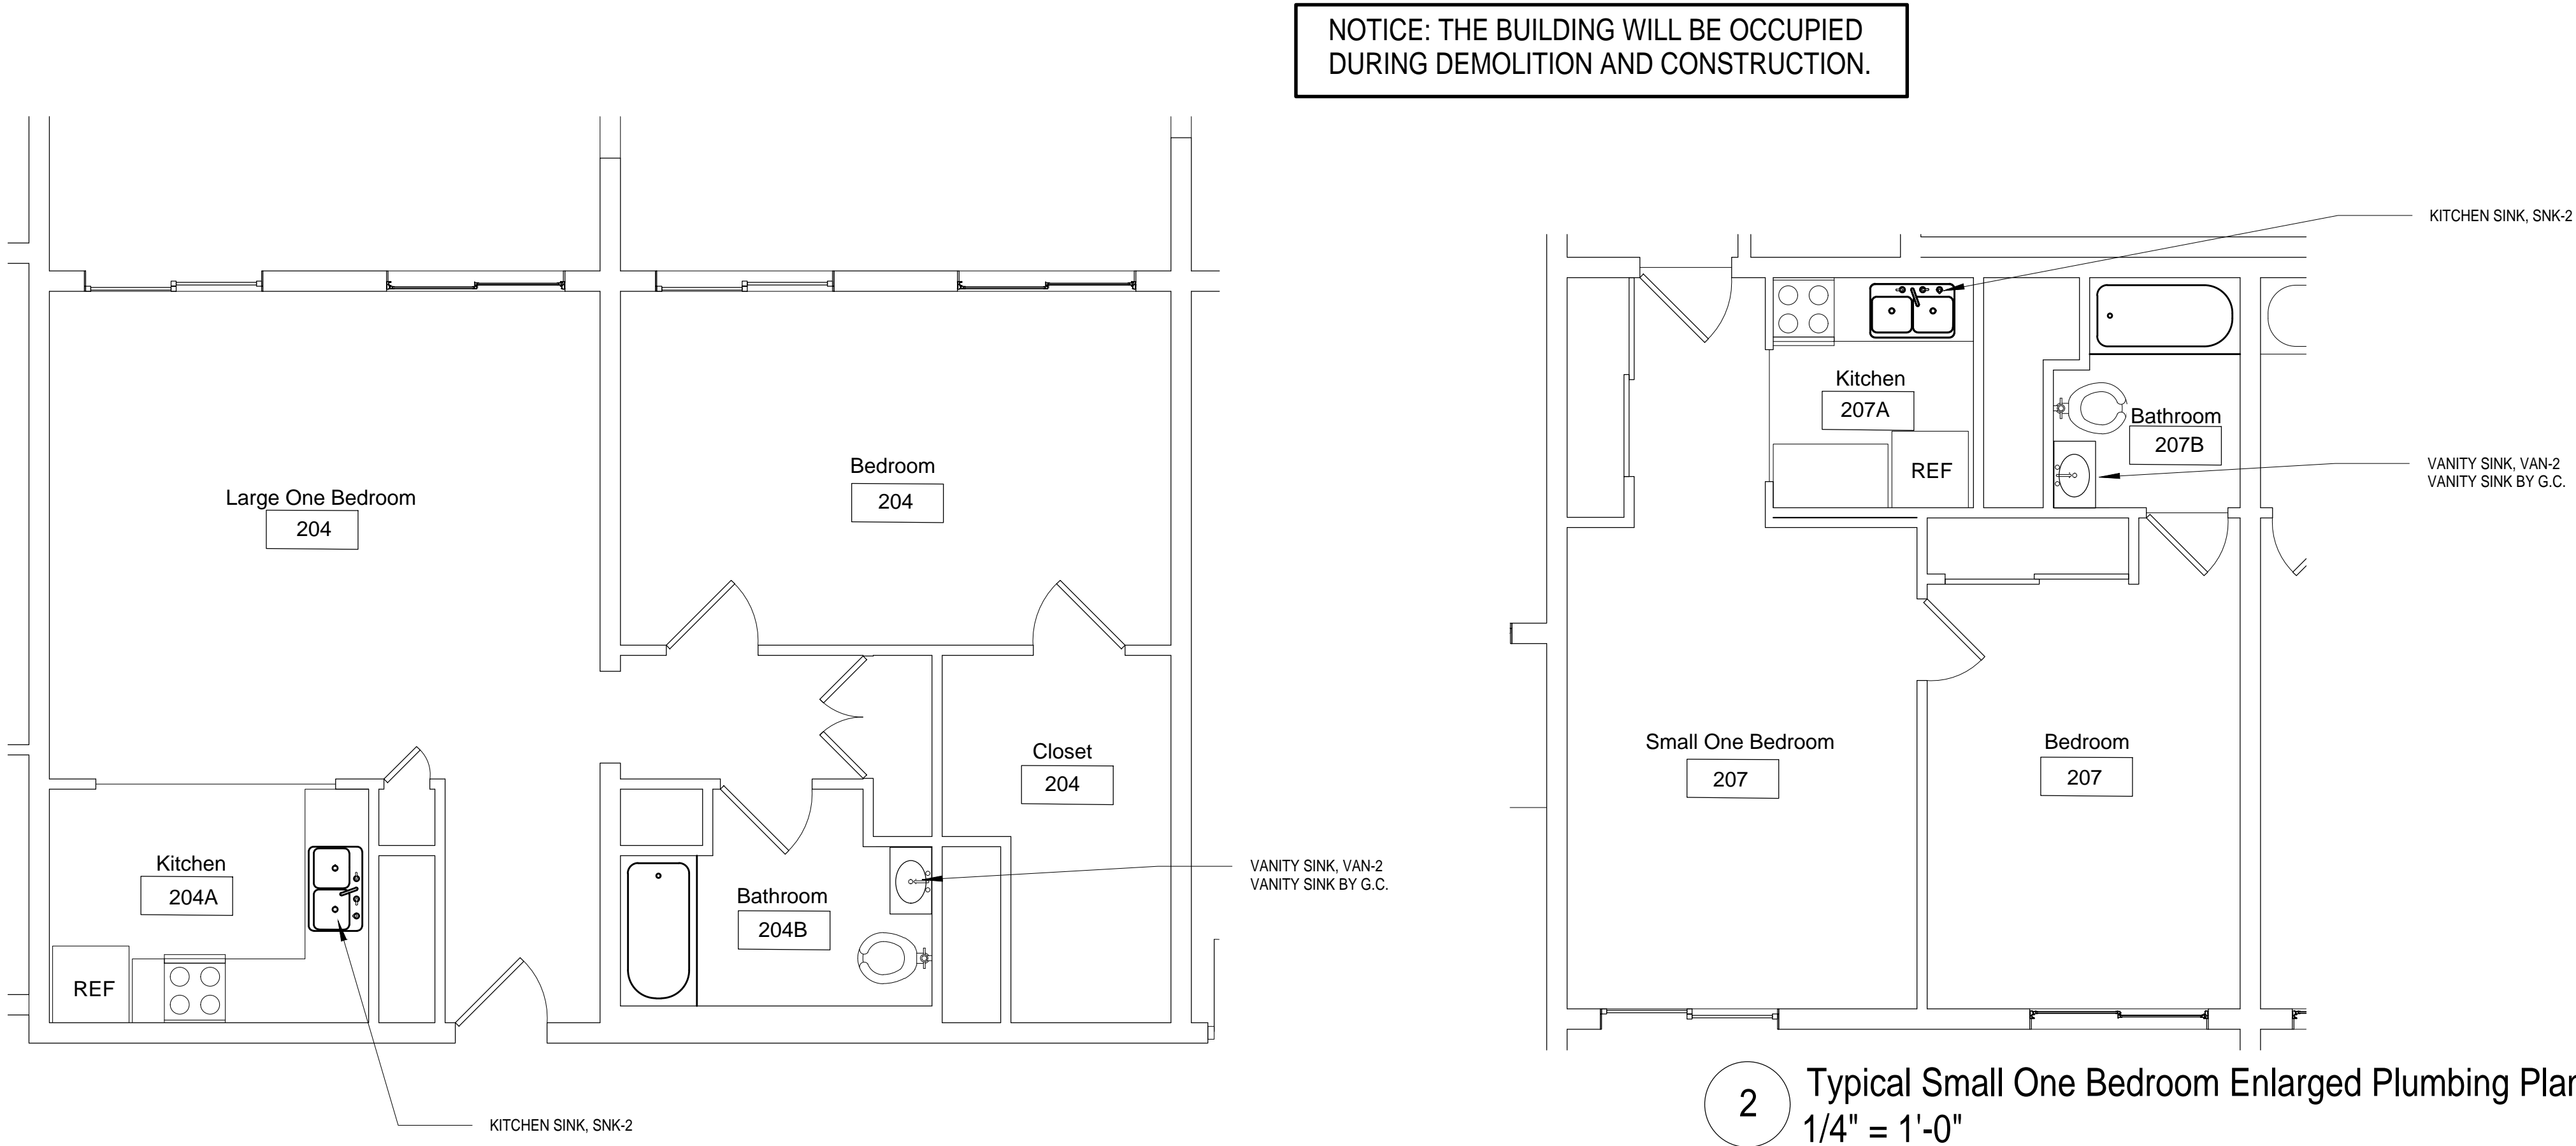 NOTICE: THE BUILDING WILL BE OCCUPIED
DURING DEMOLITION AND CONSTRUCTION.
Large One Bedroom
204
Bedroom
204
Closet
204
Kitchen
204A
REF
Bathroom
204B
VANITY SINK, VAN-2
VANITY SINK BY G.C.
KITCHEN SINK, SNK-2
KITCHEN SINK, SNK-2
Kitchen
207A
REF
Bathroom
207B
VANITY SINK, VAN-2
VANITY SINK BY G.C.
Small One Bedroom
207
Bedroom
207
2
Typical Small One Bedroom Enlarged Plumbing Plan
1/4" = 1'-0"